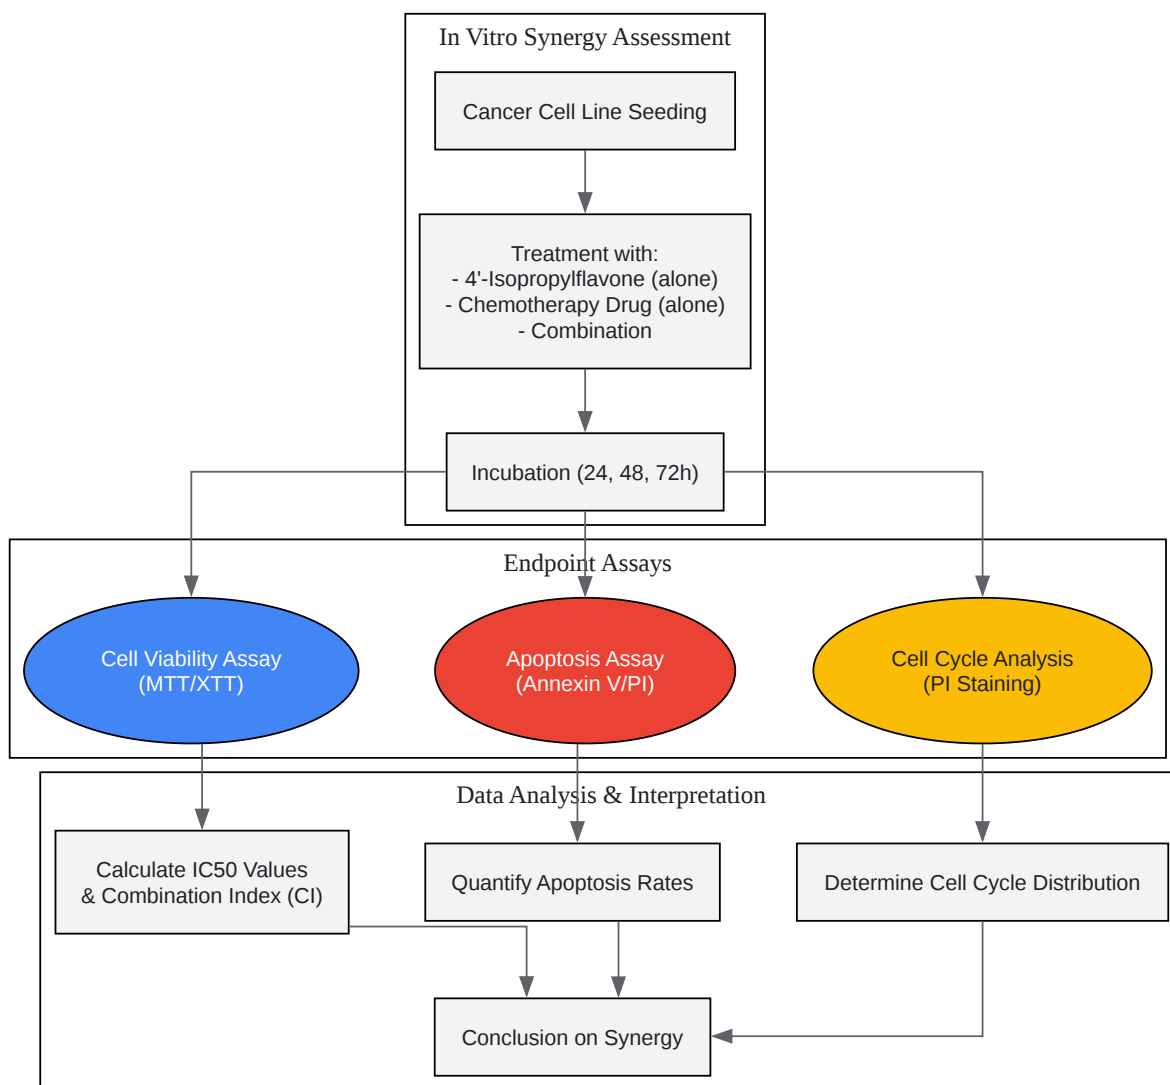 In Vitro Synergy Assessment
Cancer Cell Line Seeding
Treatment with:
- 4'-Isopropylflavone (alone)
- Chemotherapy Drug (alone)
- Combination
Incubation (24, 48, 72h)
Endpoint Assays
Cell Viability Assay
(MTT/XTT)
Apoptosis Assay
(Annexin V/PI)
Cell Cycle Analysis
(PI Staining)
Data Analysis & Interpretation
Calculate IC50 Values
& Combination Index (CI)
Quantify Apoptosis Rates
Determine Cell Cycle Distribution
Conclusion on Synergy